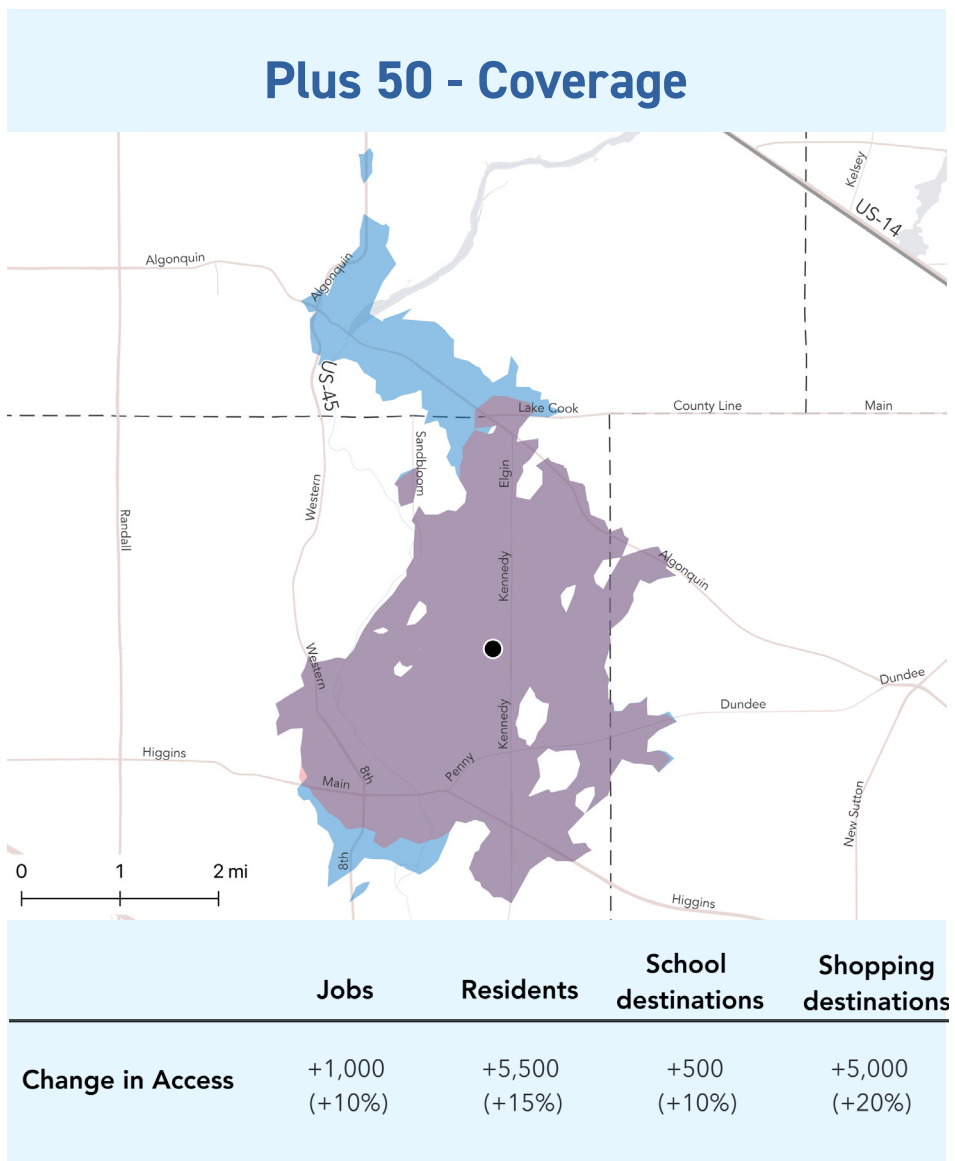 Plus 50 - Coverage
Kelsey
US-14
Algonquin
Algonquin
US-45
Lake Cook
County Line
Main
Sandbloom
Elgin
Western
Randall
Kennedy
Algonquin
Western
Dundee
Dundee
Kennedy
Higgins
Penny
8th
Main
New Sutton
8th
0 1 2 mi
Higgins
Jobs
Residents
School
destinations
Shopping
destinations
Change in Access
+1,000
(+10%)
+5,500
(+15%)
+500
(+10%)
+5,000
(+20%)